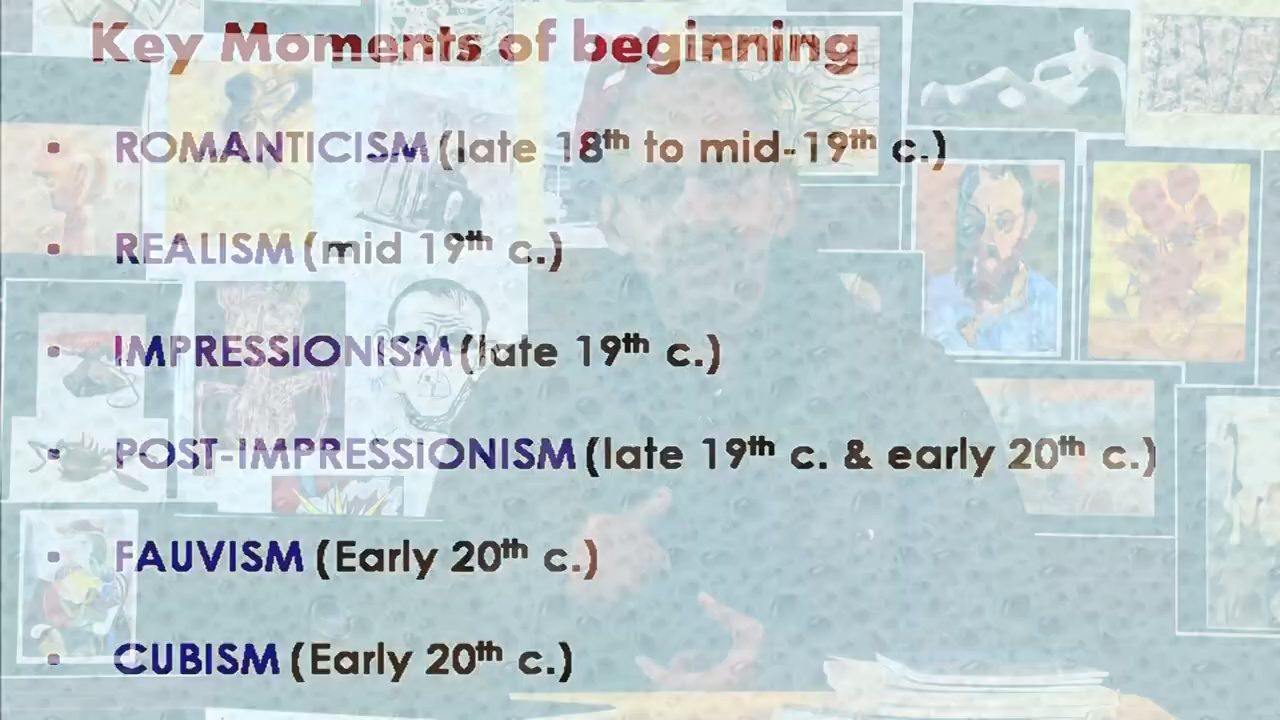 Key Moments of beginning
• ROMANTICISM (late 18th to mid-19th c.)
• REALISM (mid 19th c.)
• IMPRESSIONISM (late 19th c.)
• POST-IMPRESSIONISM (late 19th c. & early 20th c.)
• FAUVISM (Early 20th c.)
• CUBISM (Early 20th c.)